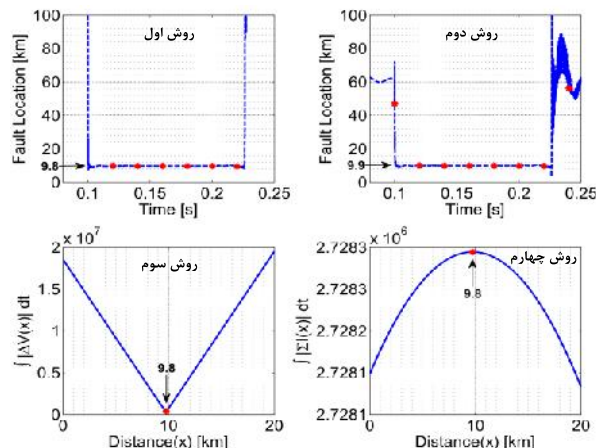 روش اول
Fault Location [km]
100
80
60
40
20
0
9.8
0.1 0.15 0.2 0.25
Time [s]
روش دوم
Fault Location [km]
100
80
60
40
20
0
9.9
0.1 0.15 0.2 0.25
Time [s]
x 10⁷
روش سوم
∫ |ΔV(x)| dt
2
1.5
1
0.5
0
9.8
0 10 20
Distance(x) [km]
x 10⁶
روش چهارم
∫ |ΣI(x)| dt
2.7283
2.7283
2.7282
2.7281
2.7281
9.8
0 10 20
Distance(x) [km]